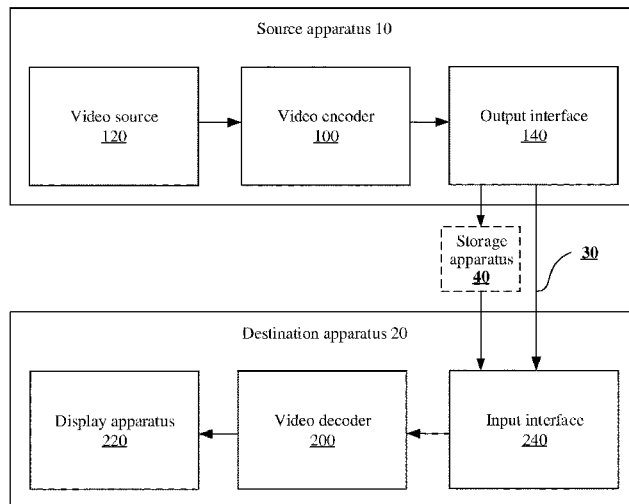 Source apparatus 10
Video source
120
Video encoder
100
Output interface
140
Storage
apparatus
40
30
Destination apparatus 20
Display apparatus
220
Video decoder
200
Input interface
240